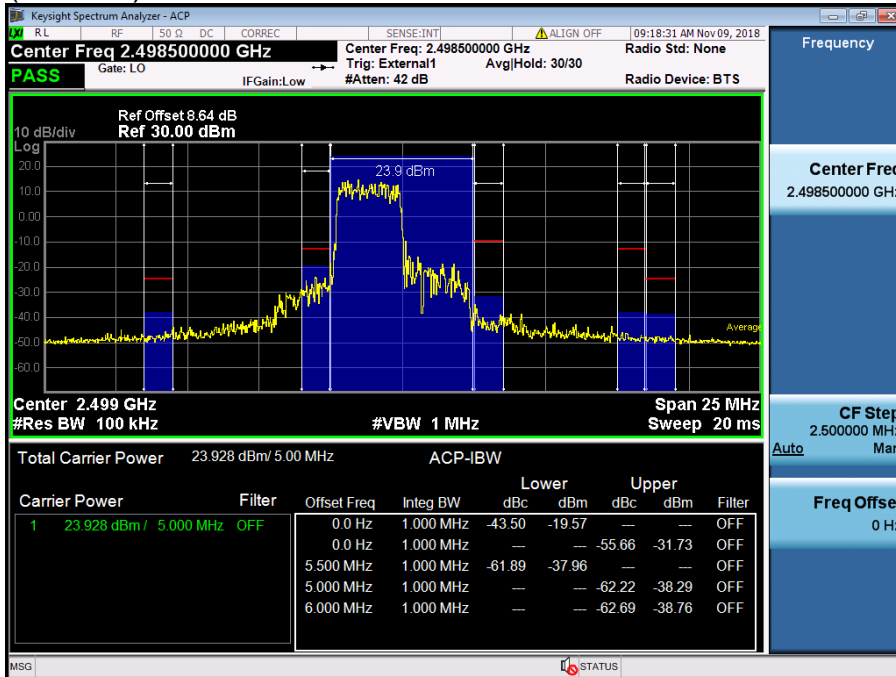 Keysight Spectrum Analyzer - ACP
LXI RL RF 50 Ω DC CORREC SENSE:INT ALIGN OFF 09:18:31 AM Nov 09, 2018
Center Freq 2.498500000 GHz
Center Freq: 2.498500000 GHz
Radio Std: None
Gate: LO
Trig: External1 Avg|Hold: 30/30
PASS
IFGain:Low
#Atten: 42 dB
Radio Device: BTS
Ref Offset 8.64 dB
10 dB/div Ref 30.00 dBm
Log
20.0
10.0
0.00
-10.0
-20.0
-30.0
-40.0
-50.0
-60.0
23.9 dBm
Average
Center 2.499 GHz Span 25 MHz
#Res BW 100 kHz #VBW 1 MHz Sweep 20 ms
Total Carrier Power 23.928 dBm/ 5.00 MHz ACP-IBW
Lower Upper
Carrier Power Filter Offset Freq Integ BW dBc dBm dBc dBm Filter
1 23.928 dBm / 5.000 MHz OFF
0.0 Hz 1.000 MHz -43.50 -19.57 --- --- OFF
0.0 Hz 1.000 MHz --- --- -55.66 -31.73 OFF
5.500 MHz 1.000 MHz -61.89 -37.96 --- --- OFF
5.000 MHz 1.000 MHz --- --- -62.22 -38.29 OFF
6.000 MHz 1.000 MHz --- --- -62.69 -38.76 OFF
MSG STATUS
Frequency
Center Freq
2.498500000 GHz
CF Step
2.500000 MHz
Auto Man
Freq Offset
0 Hz